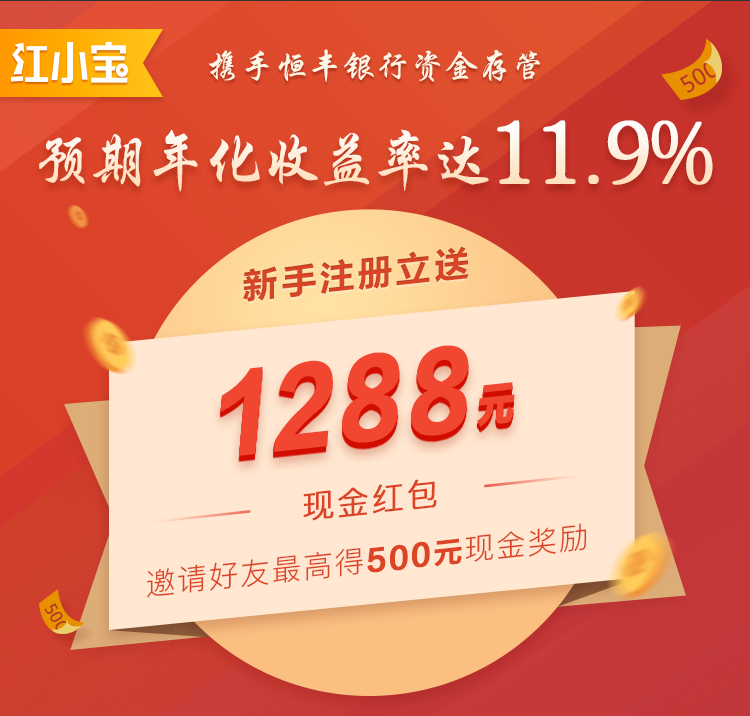 红小宝
携手恒丰银行资金存管
500
预期年化收益率达11.9%
新手注册立送
1288元
现金红包
邀请好友最高得500元现金奖励
500